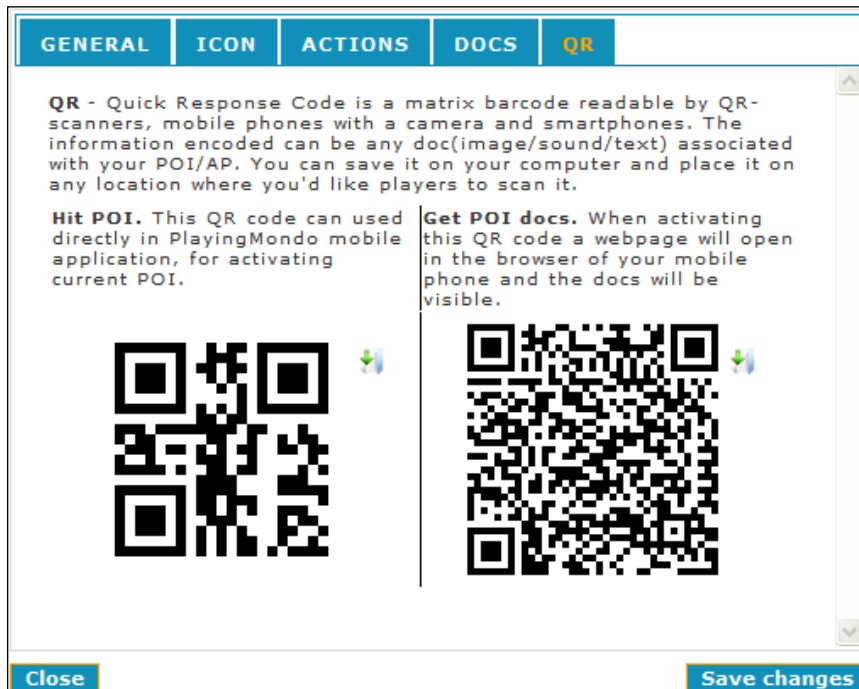 GENERAL ICON ACTIONS DOCS QR
QR - Quick Response Code is a matrix barcode readable by QR-
scanners, mobile phones with a camera and smartphones. The
information encoded can be any doc(image/sound/text) associated
with your POI/AP. You can save it on your computer and place it on
any location where you'd like players to scan it.
Hit POI. This QR code can used
directly in PlayingMondo mobile
application, for activating
current POI.
Get POI docs. When activating
this QR code a webpage will open
in the browser of your mobile
phone and the docs will be
visible.
Close
Save changes